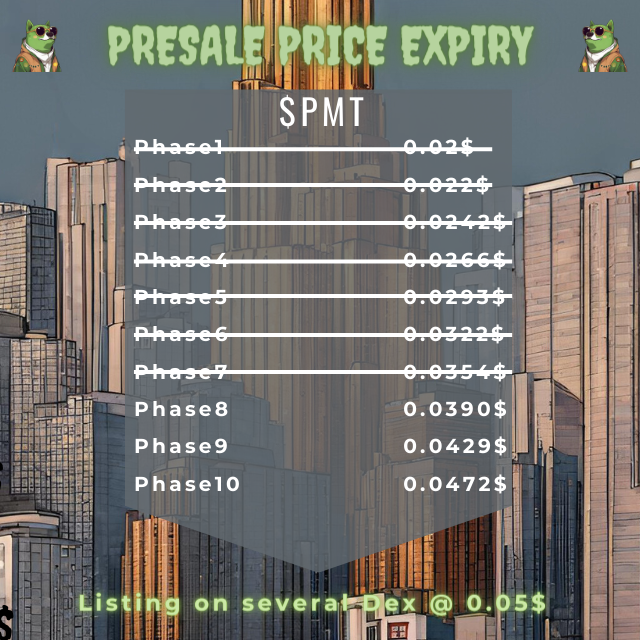 PRESALE PRICE EXPIRY
$PMT
Phase1 0.02$
Phase2 0.022$
Phase3 0.0242$
Phase4 0.0266$
Phase5 0.0293$
Phase6 0.0322$
Phase7 0.0354$
Phase8 0.0390$
Phase9 0.0429$
Phase10 0.0472$
Listing on several Dex @ 0.05$